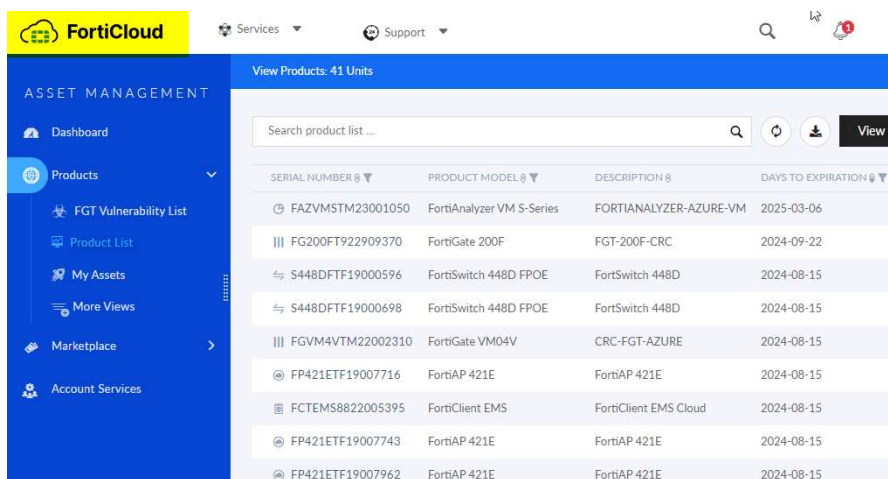 FortiCloud Services Support 1
ASSET MANAGEMENT
Dashboard
Products
FGT Vulnerability List
Product List
My Assets
More Views
Marketplace
Account Services
View Products: 41 Units
Search product list ... View
SERIAL NUMBER PRODUCT MODEL DESCRIPTION DAYS TO EXPIRATION
FAZVMSTM23001050 FortiAnalyzer VM S-Series FORTIANALYZER-AZURE-VM 2025-03-06
FG200FT922909370 FortiGate 200F FGT-200F-CRC 2024-09-22
S448DFTF19000596 FortiSwitch 448D FPOE FortSwitch 448D 2024-08-15
S448DFTF19000698 FortiSwitch 448D FPOE FortSwitch 448D 2024-08-15
FGVM4VTM22002310 FortiGate VM04V CRC-FGT-AZURE 2024-08-15
FP421ETF19007716 FortiAP 421E FortiAP 421E 2024-08-15
FCTEMS8822005395 FortiClient EMS FortiClient EMS Cloud 2024-08-15
FP421ETF19007743 FortiAP 421E FortiAP 421E 2024-08-15
FP421ETF19007962 FortiAP 421E FortiAP 421E 2024-08-15